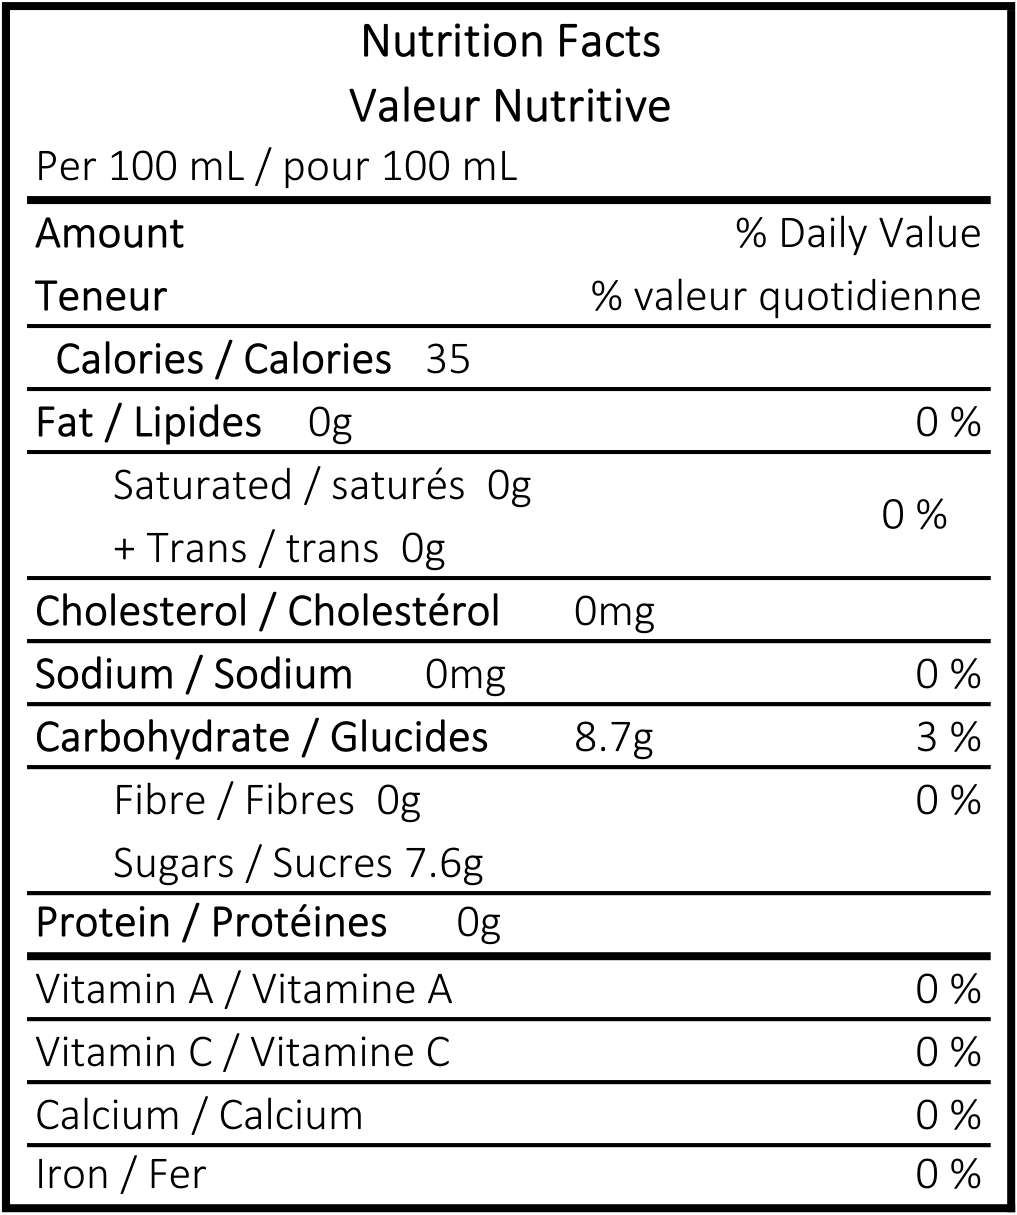 Nutrition Facts
Valeur Nutritive
Per 100 mL / pour 100 mL
Amount % Daily Value
Teneur % valeur quotidienne
Calories / Calories 35
Fat / Lipides 0g 0 %
Saturated / saturés 0g
0 %
+ Trans / trans 0g
Cholesterol / Cholestérol 0mg
Sodium / Sodium 0mg 0 %
Carbohydrate / Glucides 8.7g 3 %
Fibre / Fibres 0g 0 %
Sugars / Sucres 7.6g
Protein / Protéines 0g
Vitamin A / Vitamine A 0 %
Vitamin C / Vitamine C 0 %
Calcium / Calcium 0 %
Iron / Fer 0 %